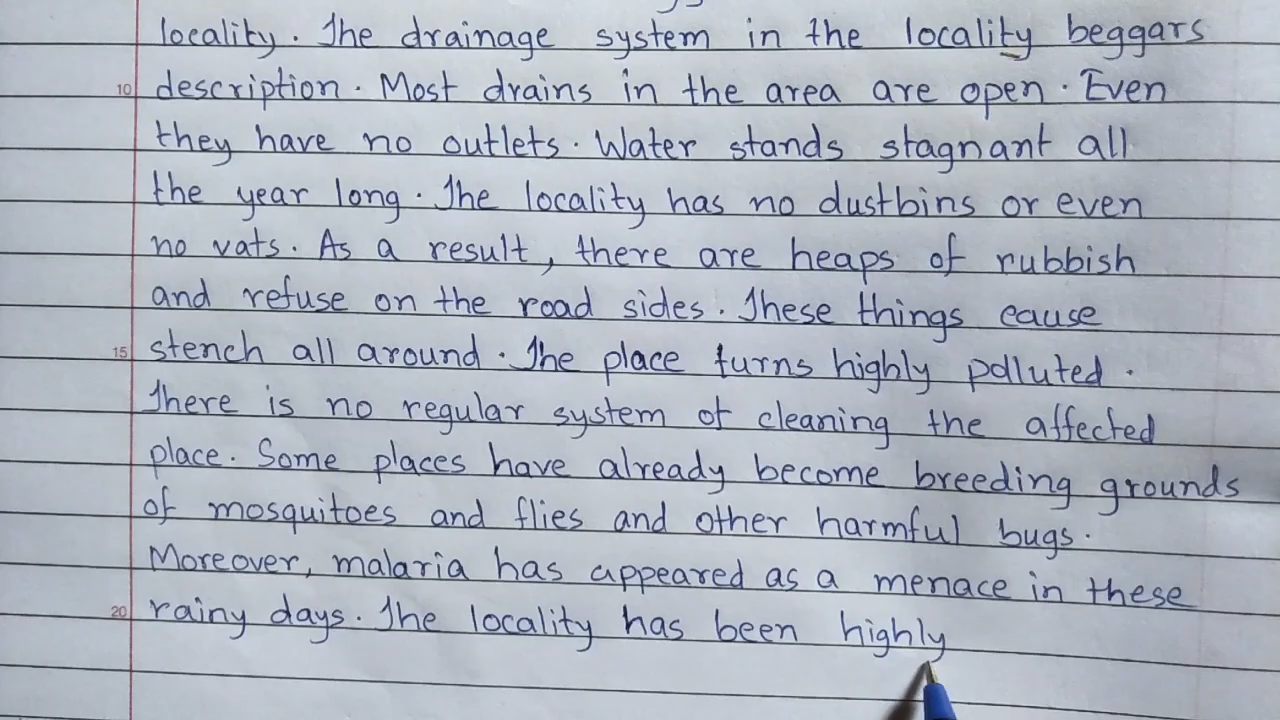 locality. The drainage system in the locality beggars
10 description. Most drains in the area are open. Even
they have no outlets. Water stands stagnant all
the year long. The locality has no dustbins or even
no vats. As a result, there are heaps of rubbish
and refuse on the road sides. These things cause
15 stench all around. The place turns highly polluted.
There is no regular system of cleaning the affected
place. Some places have already become breeding grounds
of mosquitoes and flies and other harmful bugs.
Moreover, malaria has appeared as a menace in these
20 rainy days. The locality has been highly